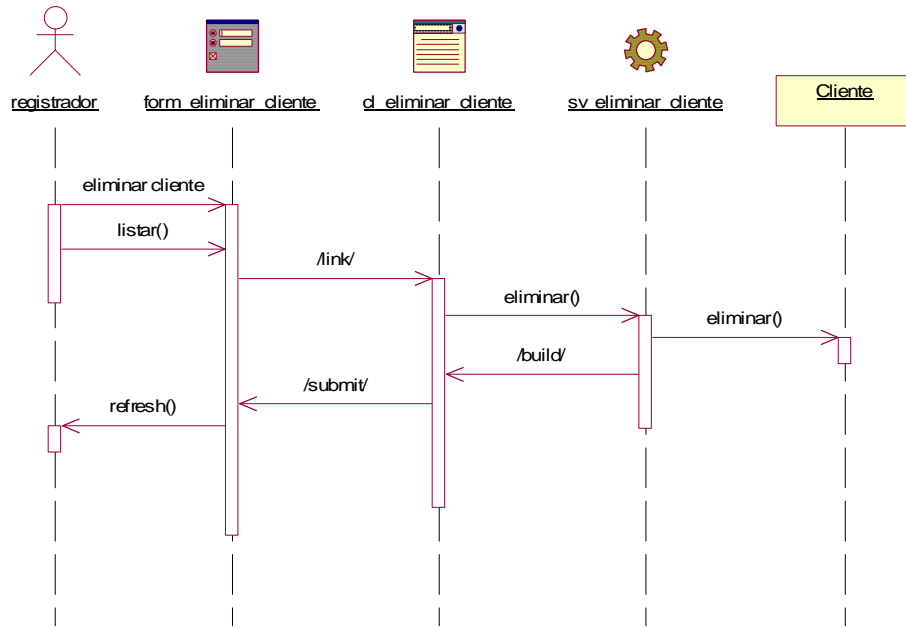 registrador
form_eliminar_cliente
cl_eliminar_cliente
sv_eliminar_cliente
Cliente
eliminar cliente
listar()
/link/
eliminar()
eliminar()
/build/
/submit/
refresh()